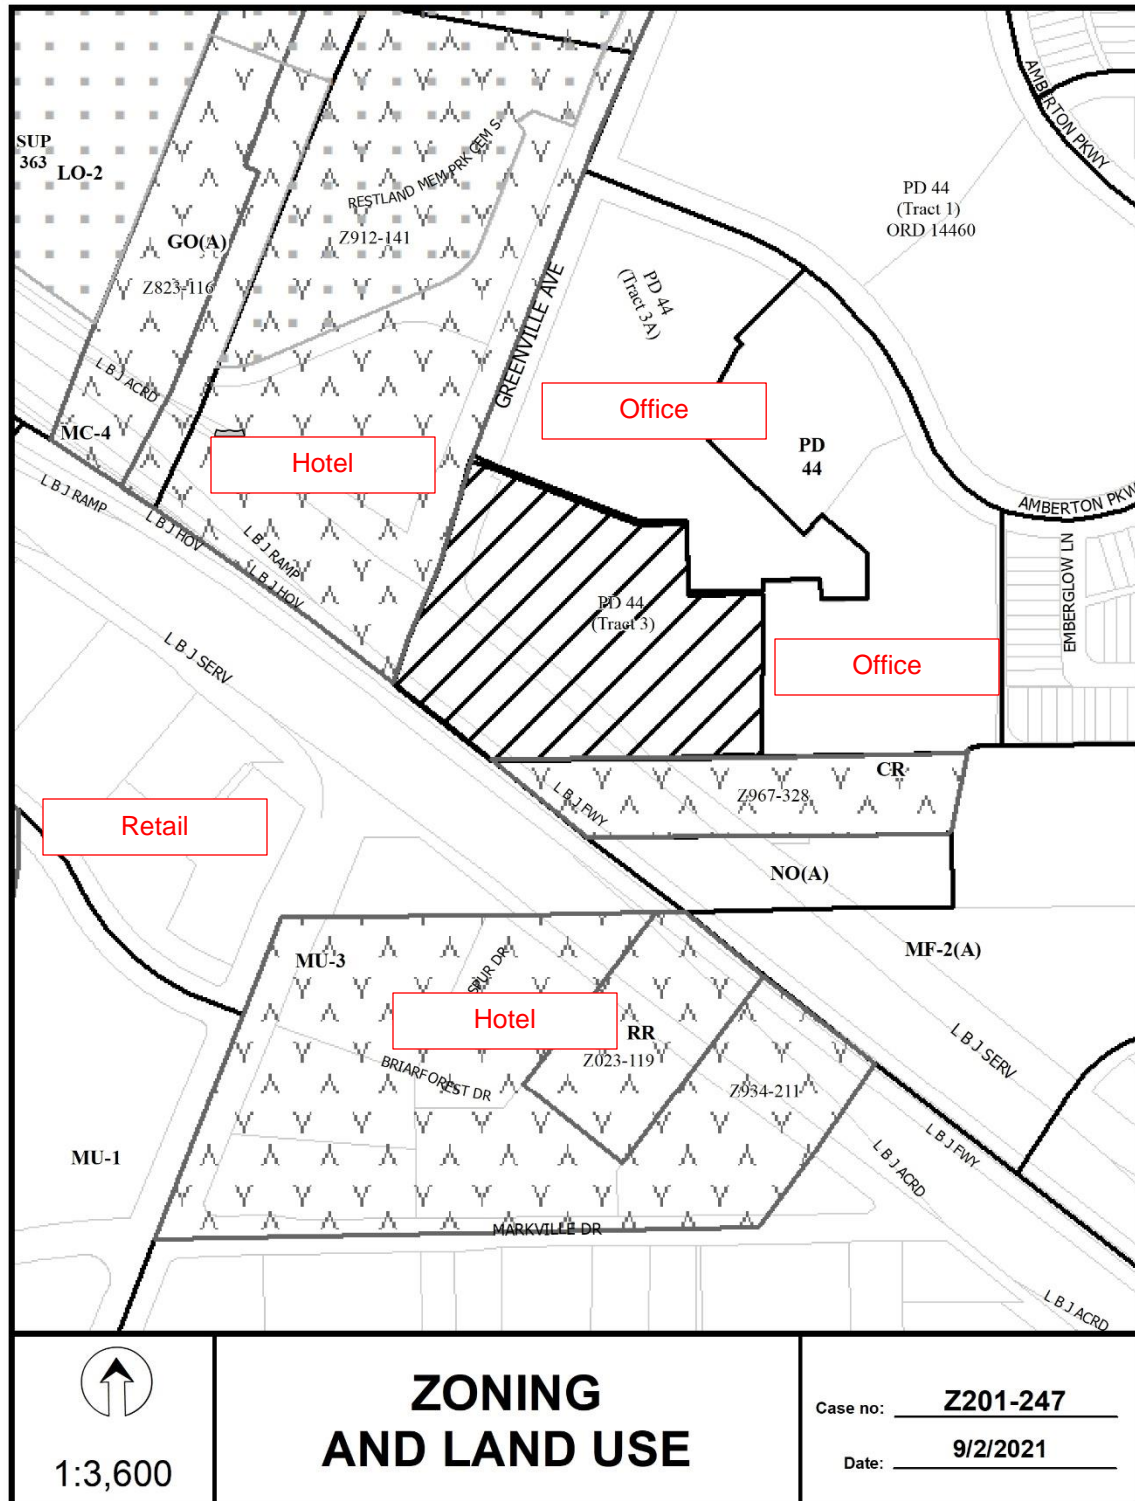 AMBERTON PKWY
SUP
363
LO-2
RESTLAND MEM PRK CEM S
PD 44
(Tract 1)
ORD 14460
GO(A)
Z912-141
Z823-116
GREENVILLE AVE
PD 44
(Tract 3A)
L B J ACRD
Office
MC-4
Hotel
PD
44
L B J RAMP
L B J HOV
L B J RAMP
L B J HOV
AMBERTON PKW
EMBERGLOW LN
PD 44
(Tract 3)
L B J SERV
Office
CR
Z967-328
L B J FWY
Retail
NO(A)
MU-3
SPUR DR
MF-2(A)
Hotel
RR
Z023-119
BRIARFOREST DR
Z934-211
L B J SERV
MU-1
L B J FWY
L B J ACRD
MARKVILLE DR
L B J ACRD
1:3,600
ZONING
AND LAND USE
Case no: Z201-247
Date: 9/2/2021